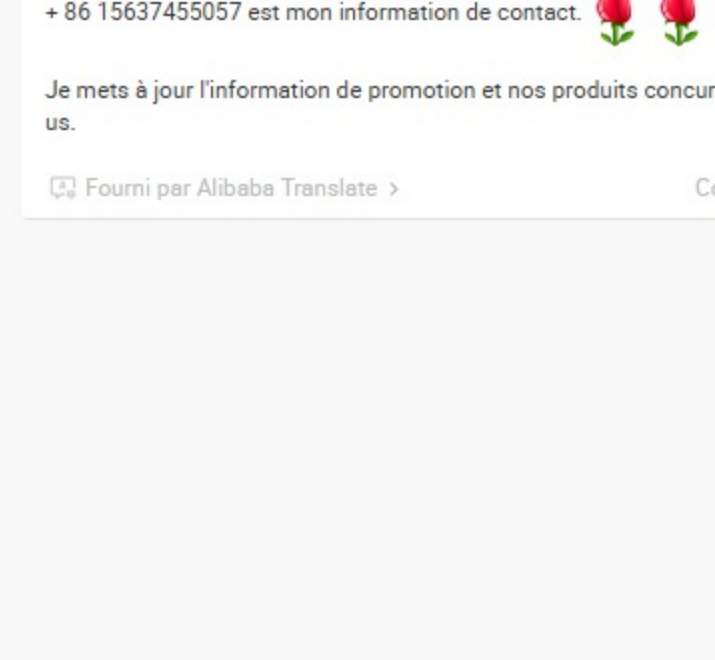 + 86 15637455057 est mon information de contact.
Je mets à jour l'information de promotion et nos produits concur
us.
Fourni par Alibaba Translate >
Co